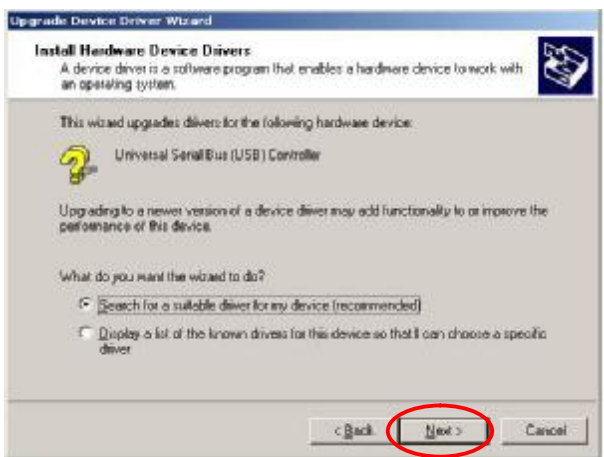 Upgrade Device Driver Wizard
Install Hardware Device Drivers
A device driver is a software program that enables a hardware device to work with
an operating system.
This wizard upgrades drivers for the following hardware device:
Universal Serial Bus (USB) Controller
Upgrading to a newer version of a device driver may add functionality to or improve the
performance of this device.
What do you want the wizard to do?
Search for a suitable driver for my device (recommended)
Display a list of the known drivers for this device so that I can choose a specific
driver
< Back
Next >
Cancel